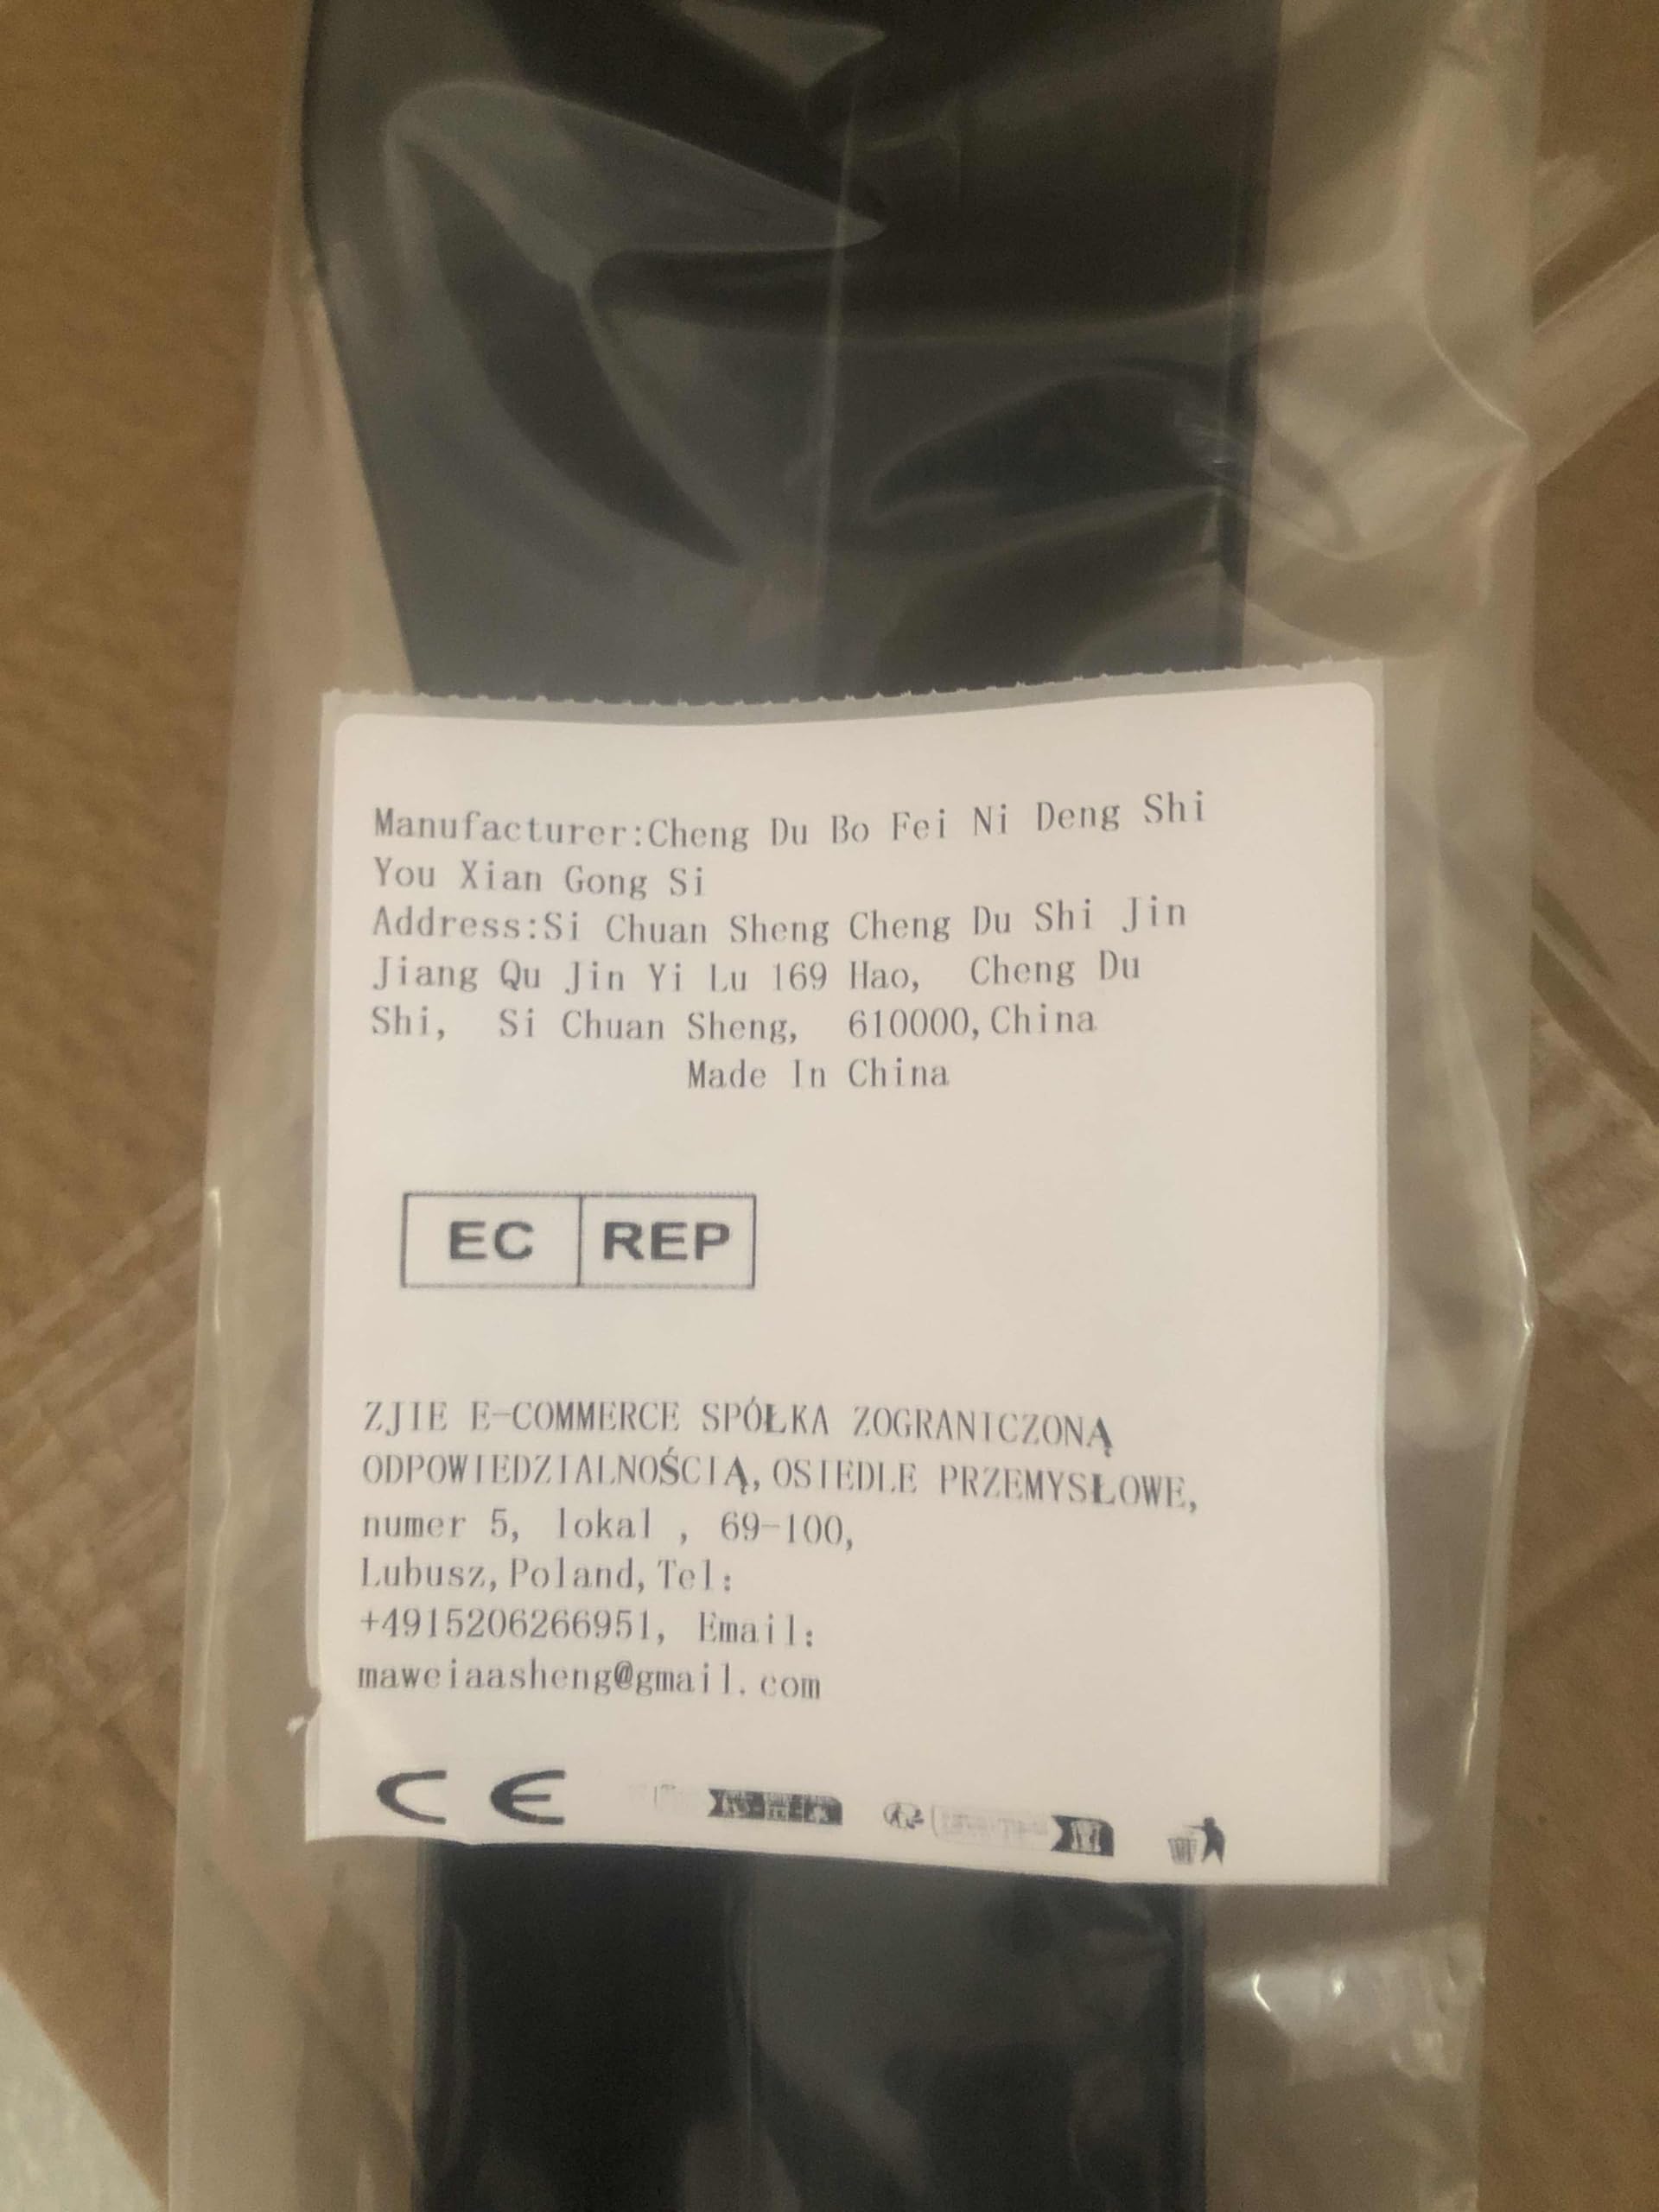 Manufacturer:Cheng Du Bo Fei Ni Deng Shi
You Xian Gong Si
Address:Si Chuan Sheng Cheng Du Shi Jin
Jiang Qu Jin Yi Lu 169 Hao, Cheng Du
Shi, Si Chuan Sheng, 610000,China
Made In China
EC REP
ZJIE E-COMMERCE SPÓŁKA ZOGRANICZONĄ
ODPOWIEDZIALNOŚCIĄ,OSIEDLE PRZEMYSŁOWE,
numer 5, lokal , 69-100,
Lubusz,Poland,Tel:
+4915206266951, Email:
maweiaasheng@gmail.com
CE